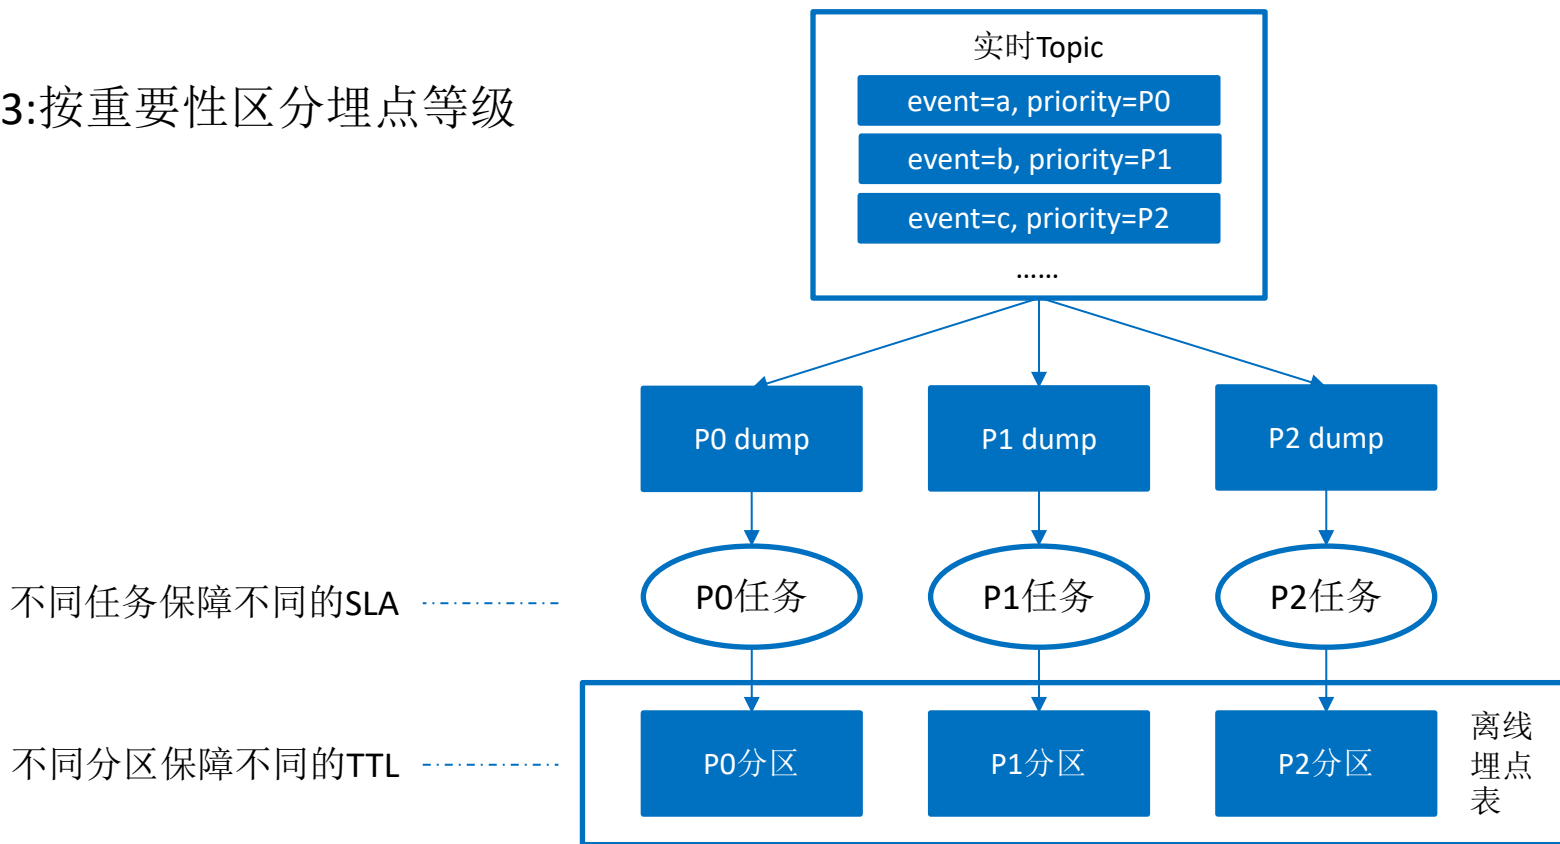 3:按重要性区分埋点等级
实时Topic
event=a, priority=P0
event=b, priority=P1
event=c, priority=P2
......
P0 dump
P1 dump
P2 dump
不同任务保障不同的SLA
P0任务
P1任务
P2任务
不同分区保障不同的TTL
P0分区
P1分区
P2分区
离线
埋点
表